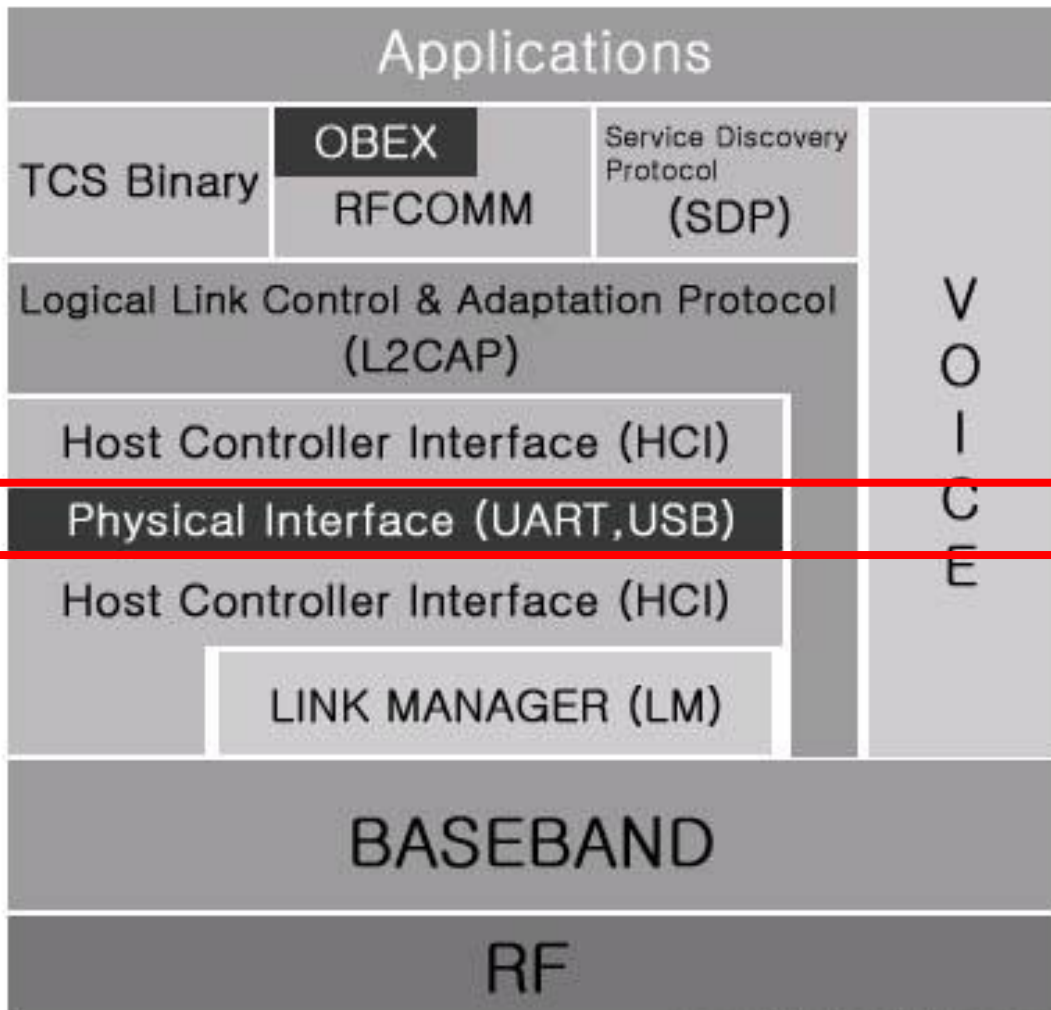 Applications
TCS Binary
OBEX
RFCOMM
Service Discovery
Protocol
(SDP)
VOICE
Logical Link Control & Adaptation Protocol
(L2CAP)
Host Controller Interface (HCI)
Physical Interface (UART,USB)
Host Controller Interface (HCI)
LINK MANAGER (LM)
BASEBAND
RF